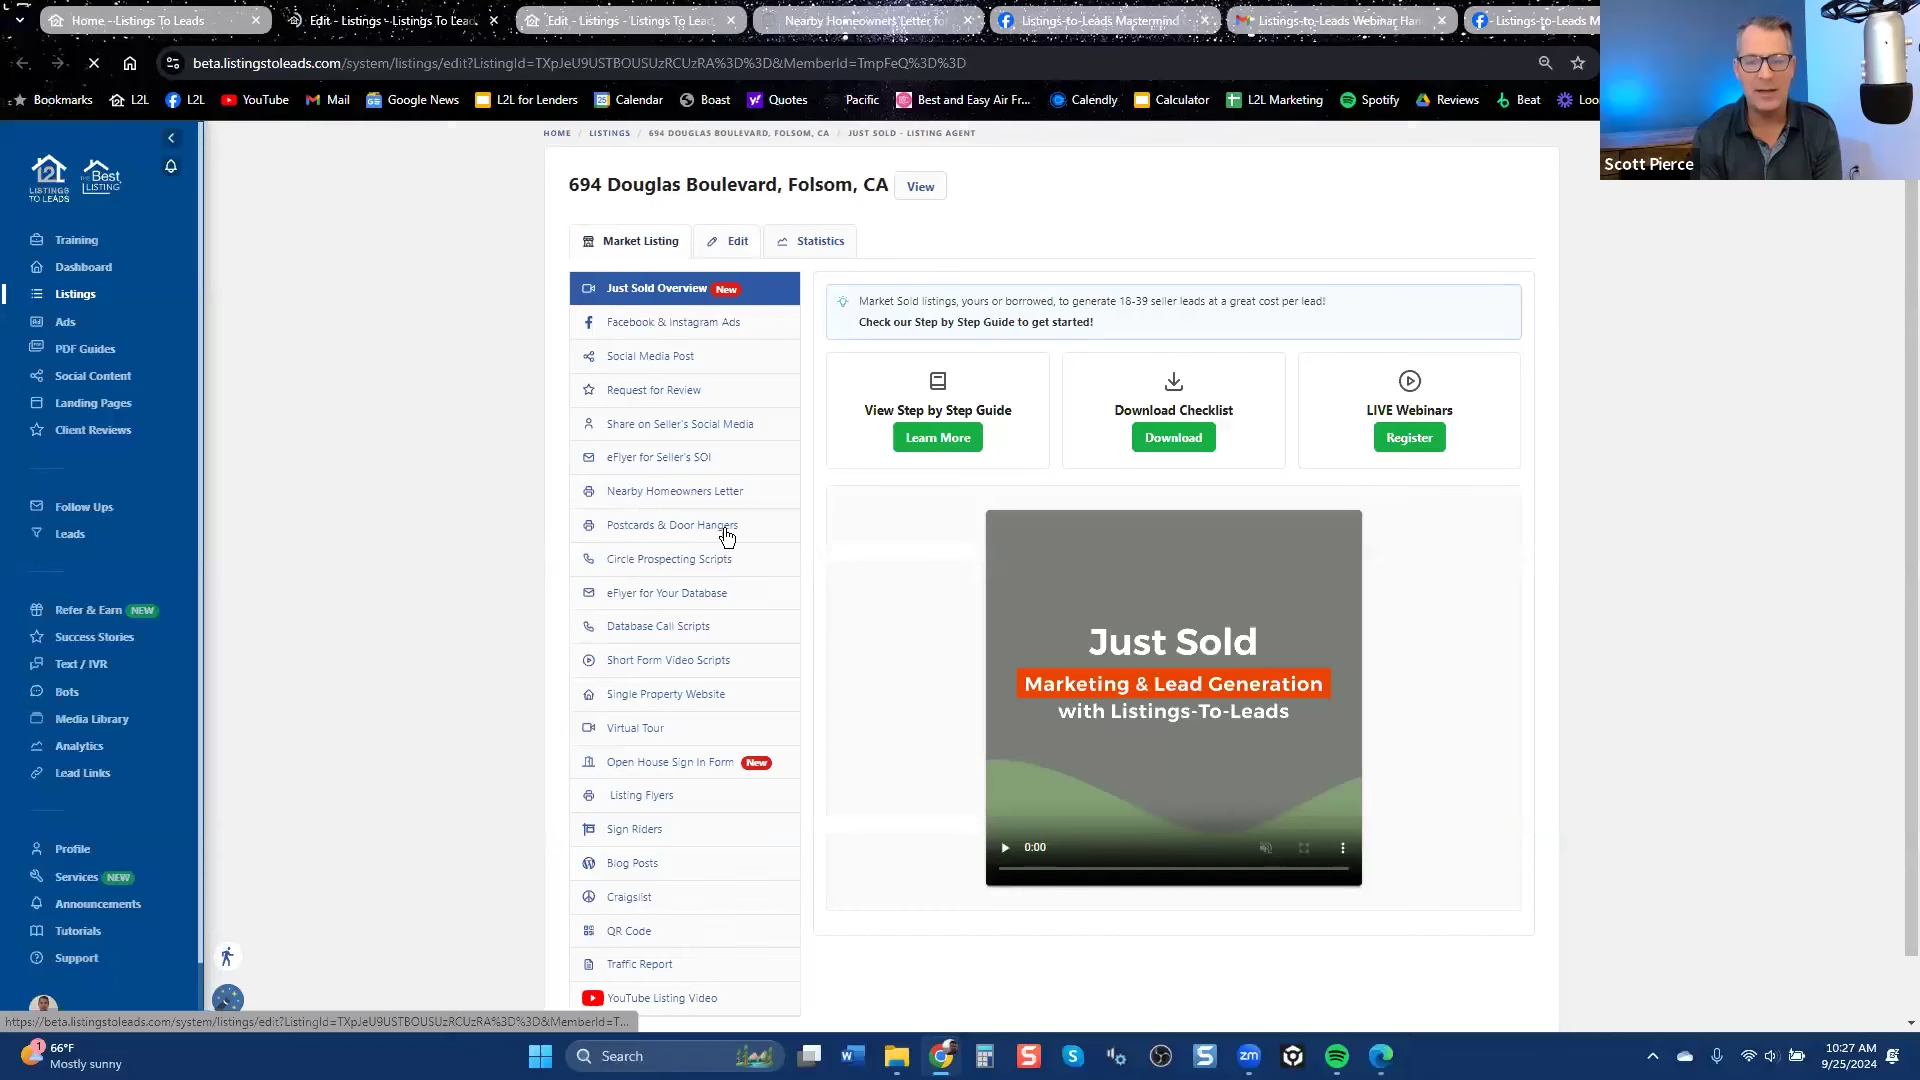 Home - Listings To Leads
Edit - Listings - Listings To Lead
Edit - Listings - Listings To Lead
Nearby Homeowners Letter for
Listings-to-Leads Mastermind
Listings-to-Leads Webinar Han
Listings-to-Leads M
beta.listingstoleads.com/system/listings/edit?ListingId=TXpJeU9USTBOUSUzRCUzRA%3D%3D&MemberId=TmpFeQ%3D%3D
Bookmarks L2L L2L YouTube Mail Google News L2L for Lenders Calendar Boast Quotes Pacific Best and Easy Air Fr... Calendly Calculator L2L Marketing Spotify Reviews Beat Loo
Scott Pierce
HOME / LISTINGS / 694 DOUGLAS BOULEVARD, FOLSOM, CA / JUST SOLD - LISTING AGENT
L2L
LISTINGS
TO LEADS
THE Best
LISTING
694 Douglas Boulevard, Folsom, CA View
Market Listing Edit Statistics
Training
Dashboard
Listings
Ads
PDF Guides
Social Content
Landing Pages
Client Reviews
Follow Ups
Leads
Refer & Earn NEW
Success Stories
Text / IVR
Bots
Media Library
Analytics
Lead Links
Profile
Services NEW
Announcements
Tutorials
Support
Just Sold Overview New
Facebook & Instagram Ads
Social Media Post
Request for Review
Share on Seller's Social Media
eFlyer for Seller's SOI
Nearby Homeowners Letter
Postcards & Door Hangers
Circle Prospecting Scripts
eFlyer for Your Database
Database Call Scripts
Short Form Video Scripts
Single Property Website
Virtual Tour
Open House Sign In Form New
Listing Flyers
Sign Riders
Blog Posts
Craigslist
QR Code
Traffic Report
YouTube Listing Video
Market Sold listings, yours or borrowed, to generate 18-39 seller leads at a great cost per lead!
Check our Step by Step Guide to get started!
View Step by Step Guide
Learn More
Download Checklist
Download
LIVE Webinars
Register
Just Sold
Marketing & Lead Generation
with Listings-To-Leads
0:00
https://beta.listingstoleads.com/system/listings/edit?ListingId=TXpJeU9USTBOUSUzRCUzRA%3D%3D&MemberId=T...
1
66°F
Mostly sunny
Search
zm
10:27 AM
9/25/2024